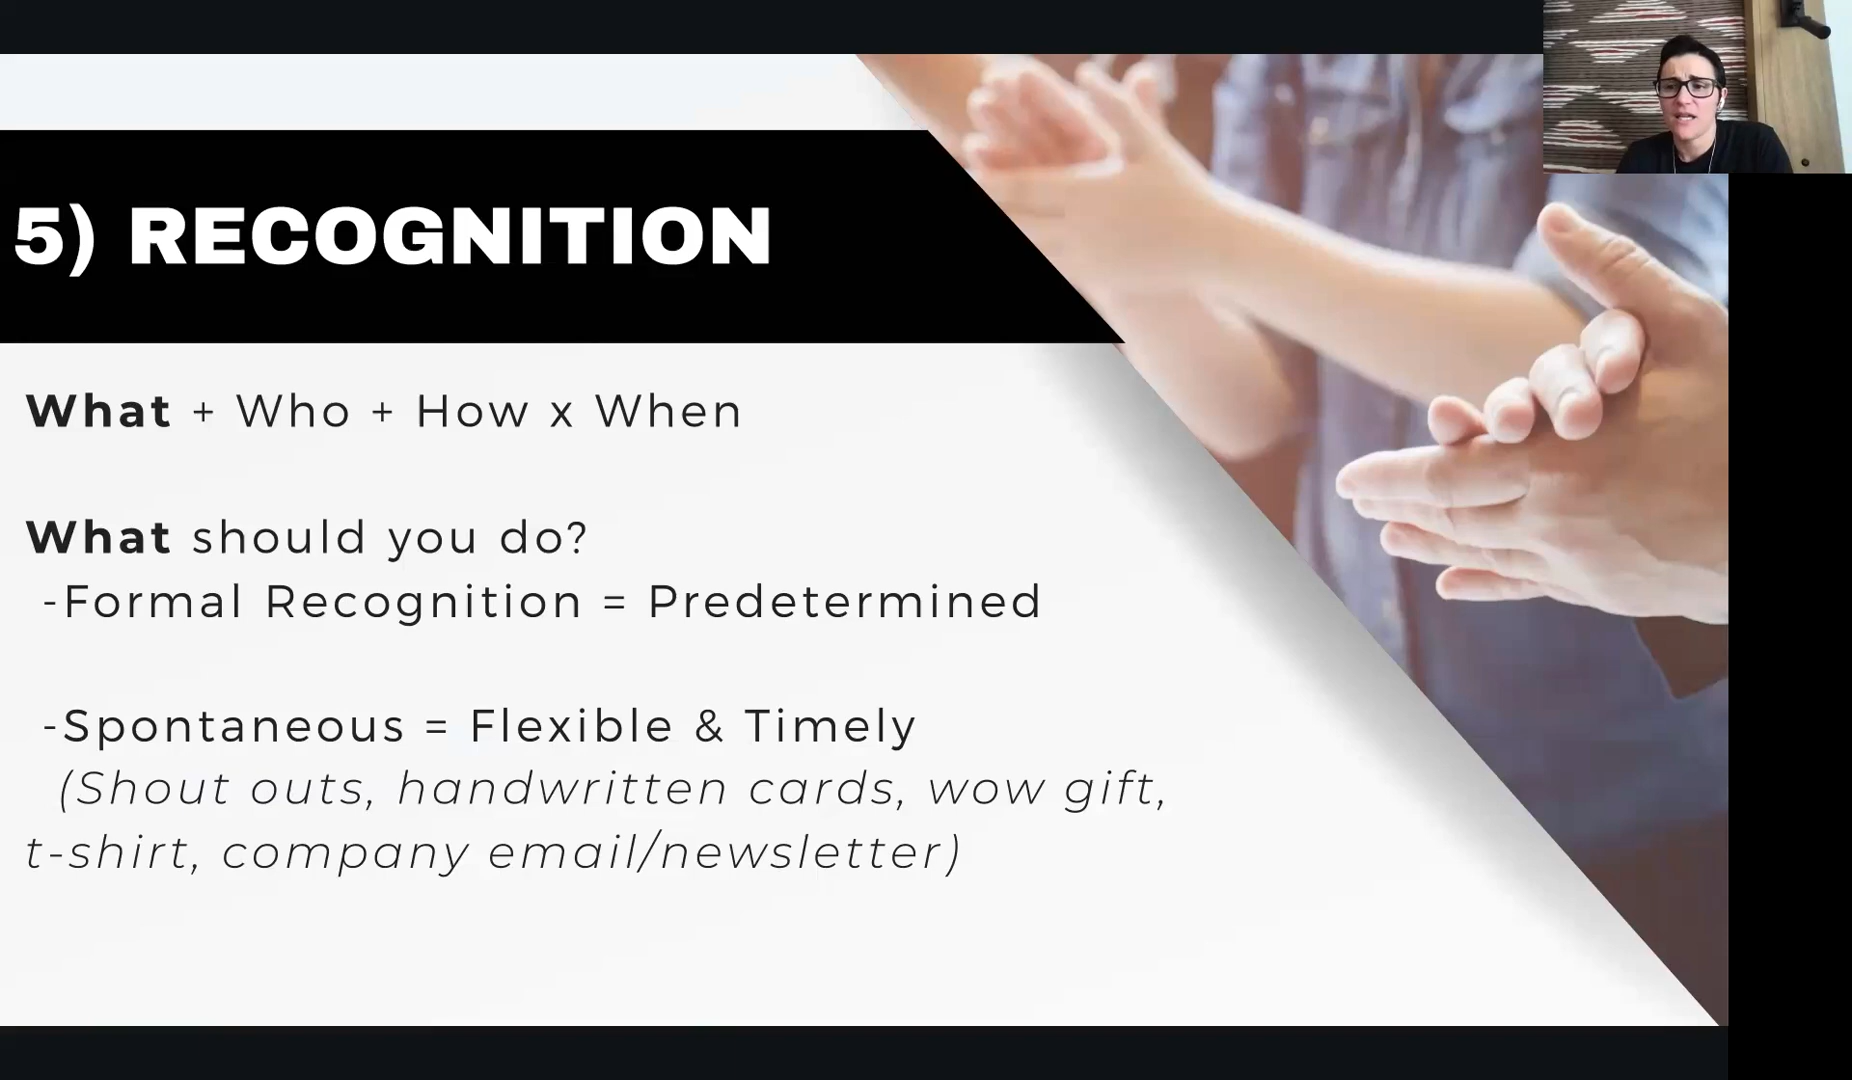 5) RECOGNITION
What + Who + How x When
What should you do?
-Formal Recognition = Predetermined
-Spontaneous = Flexible & Timely
(Shout outs, handwritten cards, wow gift,
t-shirt, company email/newsletter)